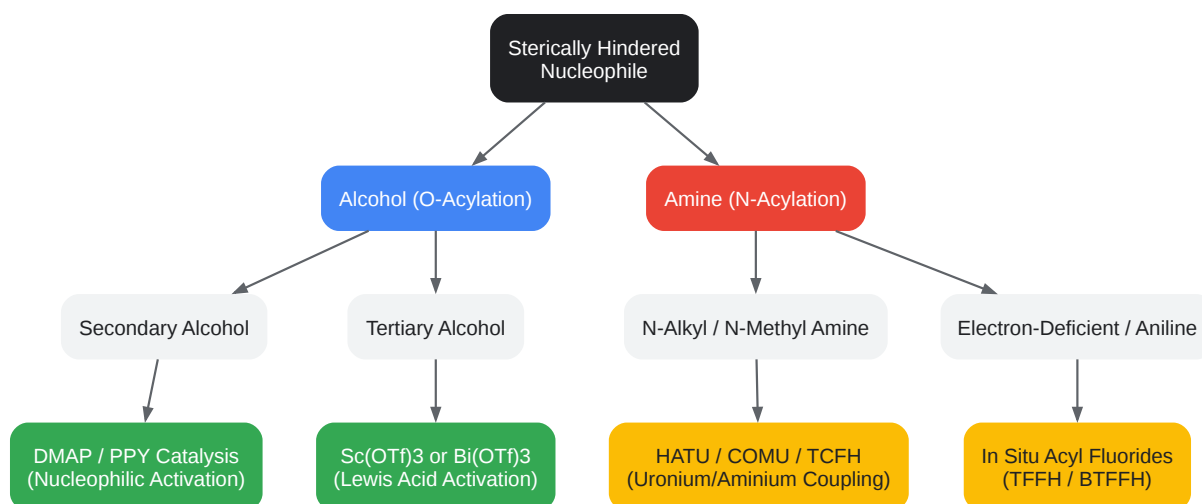 Sterically Hindered
Nucleophile
Alcohol (O-Acylation)
Amine (N-Acylation)
Secondary Alcohol
Tertiary Alcohol
N-Alkyl / N-Methyl Amine
Electron-Deficient / Aniline
DMAP / PPY Catalysis
(Nucleophilic Activation)
Sc(OTf)3 or Bi(OTf)3
(Lewis Acid Activation)
HATU / COMU / TCFH
(Uronium/Aminium Coupling)
In Situ Acyl Fluorides
(TFFH / BTFFH)